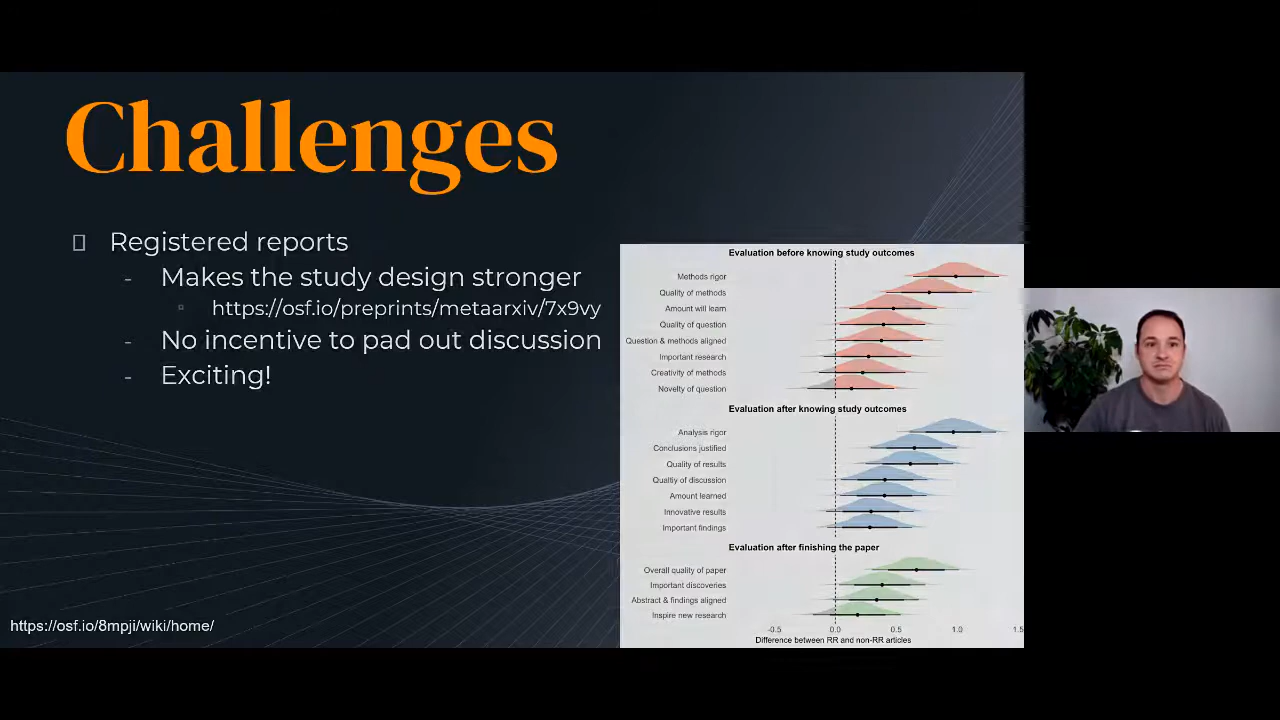 Challenges
Registered reports
- Makes the study design stronger
https://osf.io/preprints/metaarxiv/7x9vy
- No incentive to pad out discussion
- Exciting!
https://osf.io/8mpji/wiki/home/
Evaluation before knowing study outcomes
Methods rigor
Quality of methods
Amount will learn
Quality of question
Question & methods aligned
Important research
Creativity of methods
Novelty of question
Evaluation after knowing study outcomes
Analysis rigor
Conclusions justified
Quality of results
Qualtiy of discussion
Amount learned
Innovative results
Important findings
Evaluation after finishing the paper
Overall quality of paper
Important discoveries
Abstract & findings aligned
Inspire new research
-0.5 0.0 0.5 1.0 1.5
Difference between RR and non-RR articles